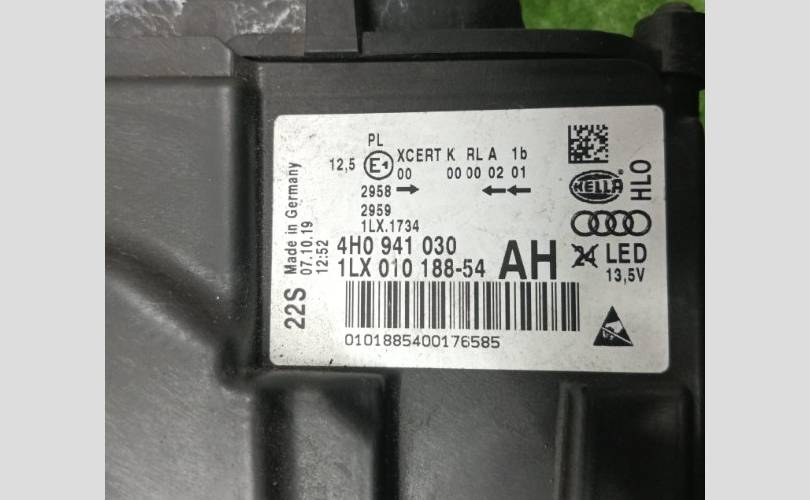 PL
12,5 E1 XCERT K RL A 1b
00 00 00 02 01
2958
2959
1LX.1734
4H0 941 030
1LX 010 188-54 AH
0101885400176585
22S
Made in Germany
07.10.19
12:52
HELLA
HLO
24 LED
13,5V